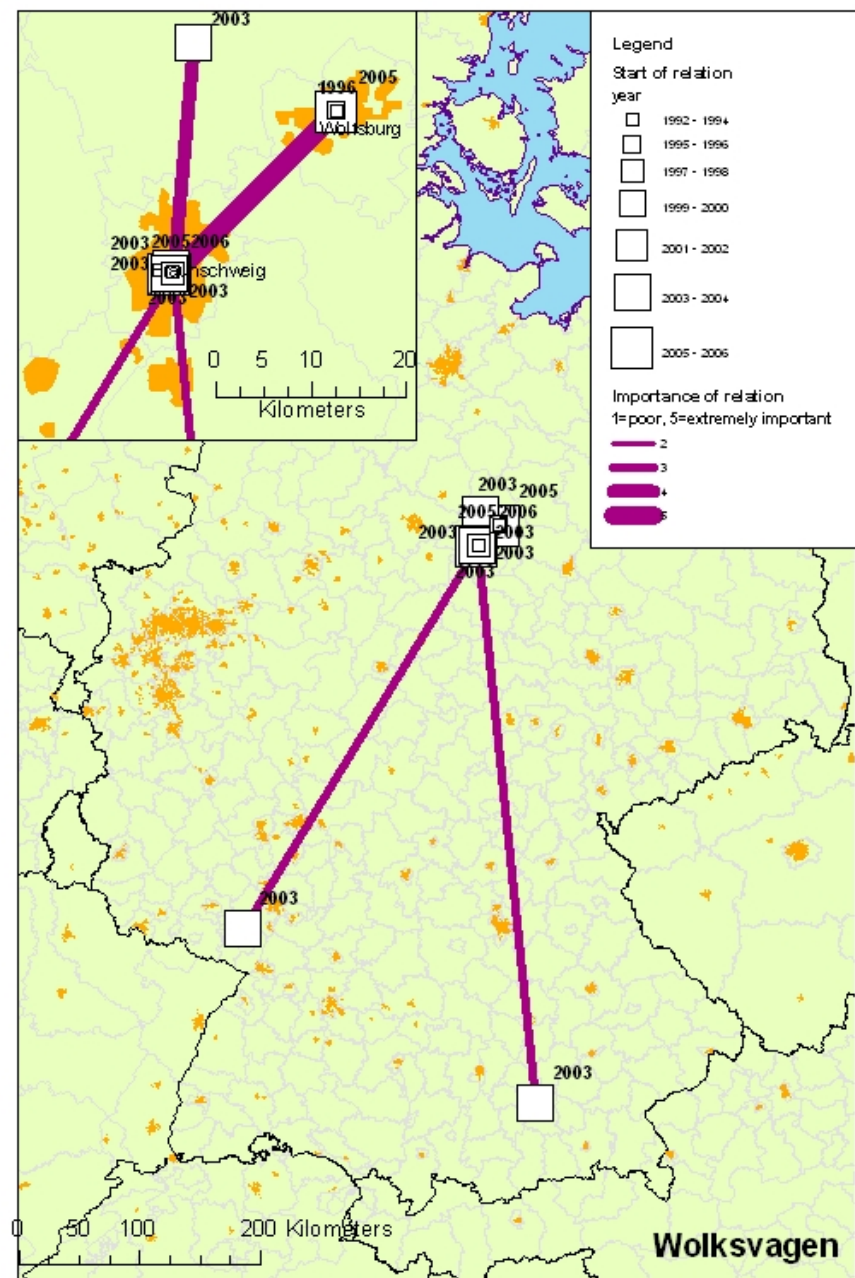 2003
2005
1996
Wolfsburg
2003 2005 2006
2003 Braunschweig
2003 2003
0 5 10 20
Kilometers
Legend
Start of relation
year
1992 - 1994
1995 - 1996
1997 - 1998
1999 - 2000
2001 - 2002
2003 - 2004
2005 - 2006
Importance of relation
1=poor, 5=extremely important
2
3
4
5
2003 2005
2005 2006
2003 2003
2003
2003
2003
2003
0 50 100 200 Kilometers
Wolksvagen